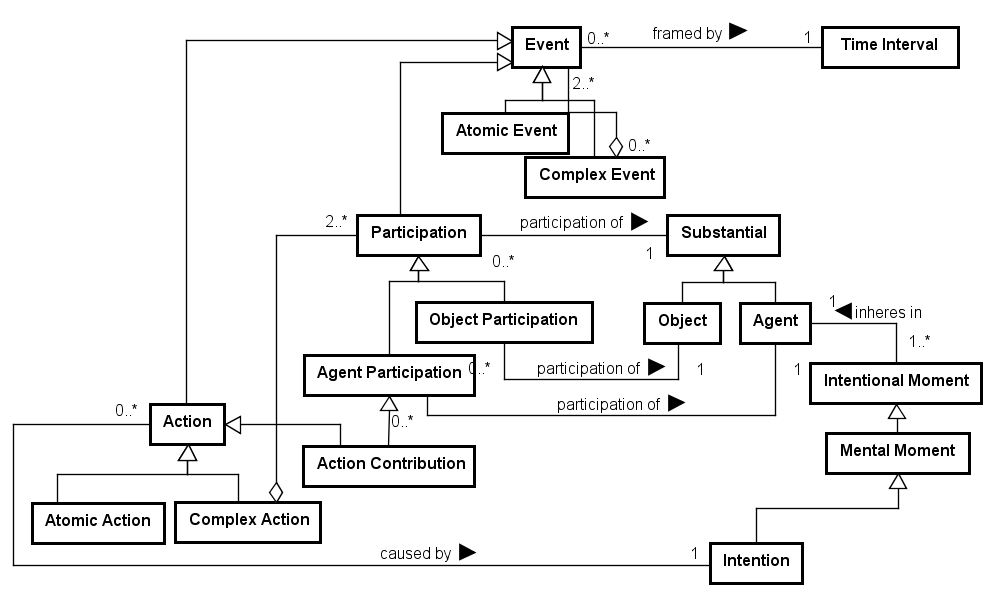 Event
0..*
framed by
1
Time Interval
2..*
Atomic Event
0..*
Complex Event
2..*
Participation
participation of
Substantial
0..*
1
Object Participation
Object
Agent
1
inheres in
1..*
Agent Participation
0..*
participation of
1
1
Intentional Moment
participation of
0..*
0..*
Action
Mental Moment
Action Contribution
Atomic Action
Complex Action
caused by
1
Intention